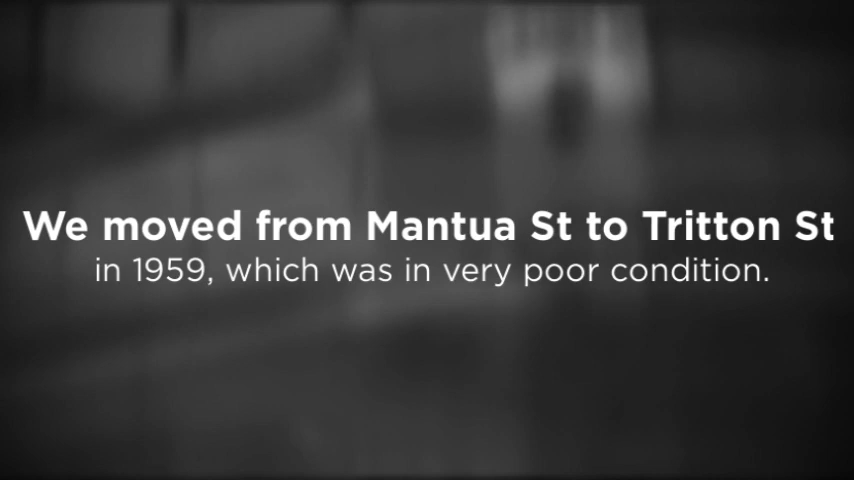 We moved from Mantua St to Tritton St
in 1959, which was in very poor condition.